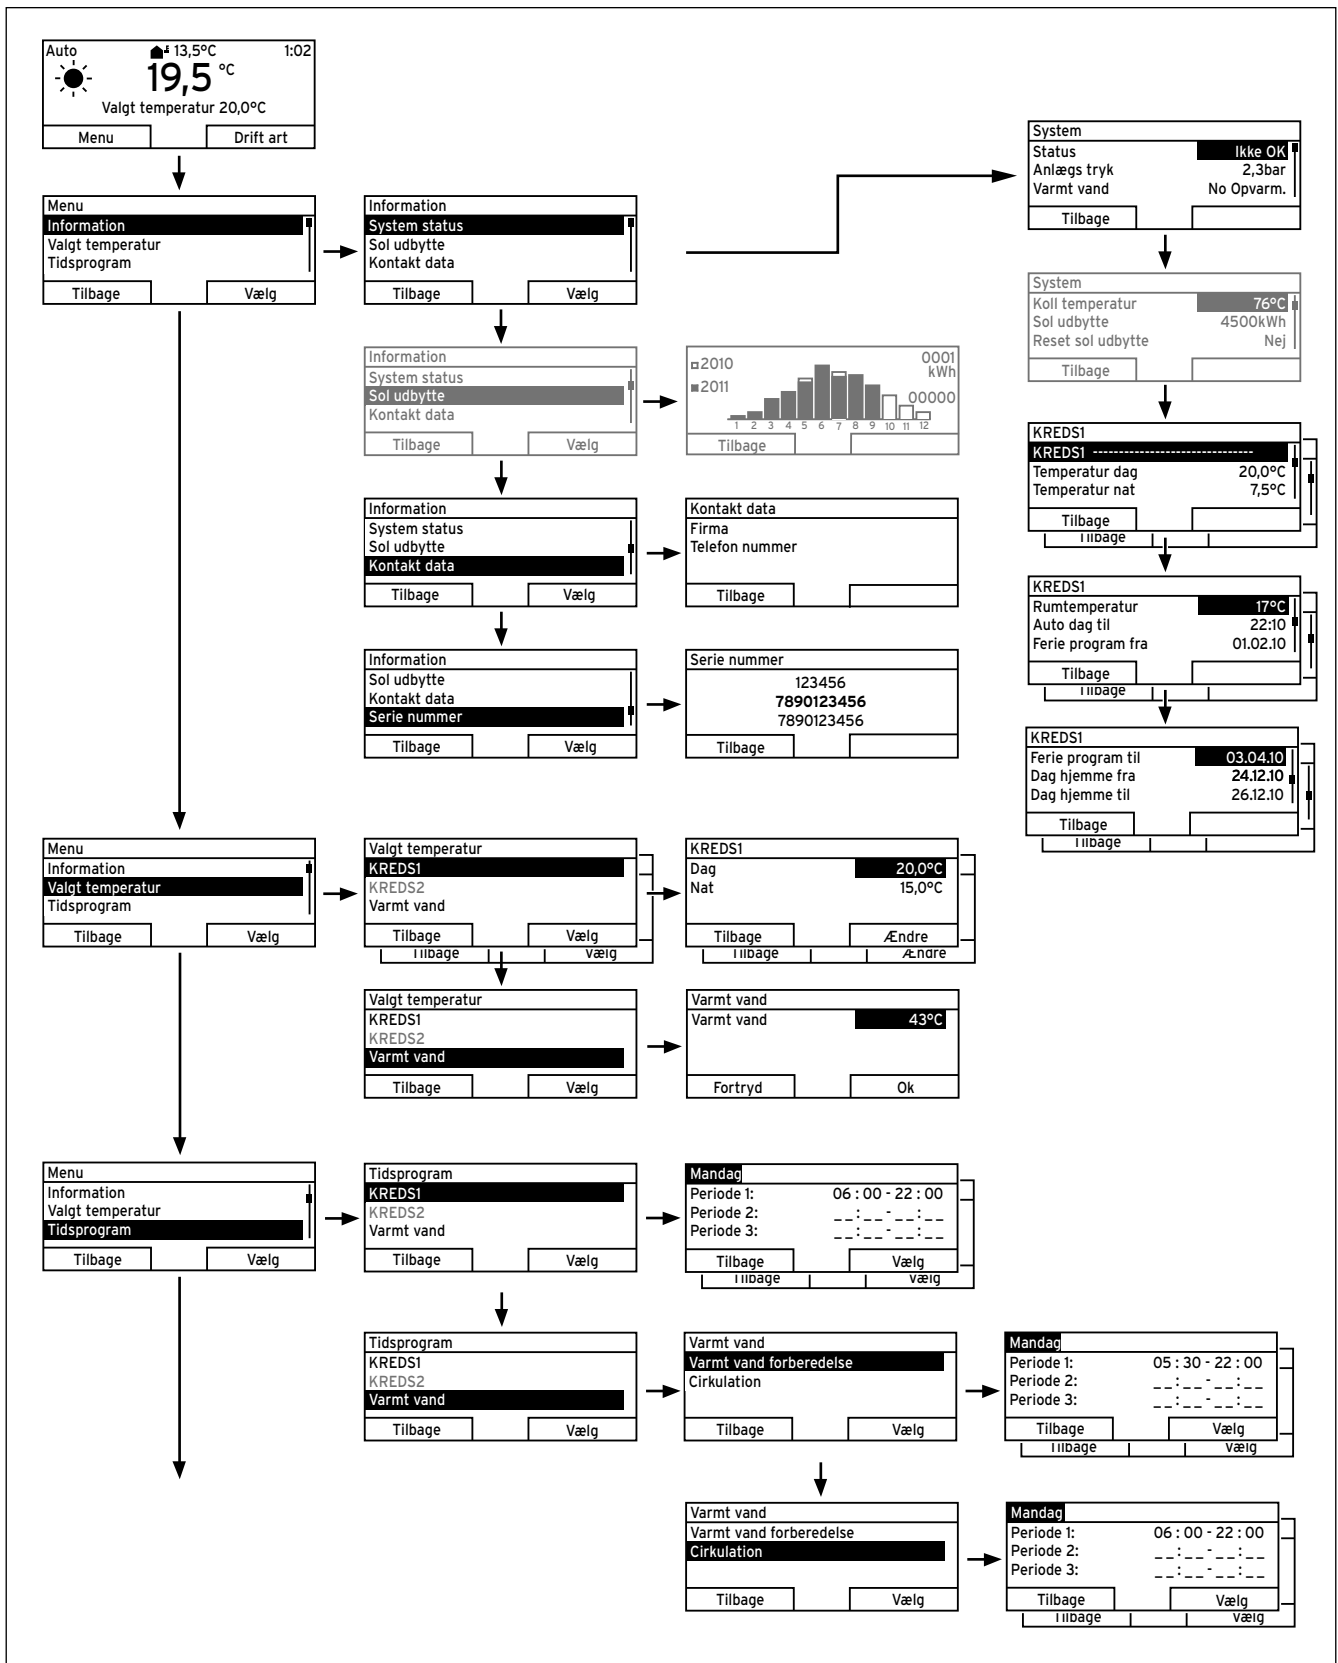 Auto 13,5°C 1:02
19,5 °C
Valgt temperatur 20,0°C
Menu Drift art
Menu
Information
Valgt temperatur
Tidsprogram
Tilbage Vælg
Information
System status
Sol udbytte
Kontakt data
Tilbage Vælg
System
Status Ikke OK
Anlægs tryk 2,3bar
Varmt vand No Opvarm.
Tilbage
System
Koll temperatur 76°C
Sol udbytte 4500kWh
Reset sol udbytte Nej
Tilbage
KREDS1
KREDS1 -------------------------------
Temperatur dag 20,0°C
Temperatur nat 7,5°C
Tilbage
Tilbage
KREDS1
Rumtemperatur 17°C
Auto dag til 22:10
Ferie program fra 01.02.10
Tilbage
Tilbage
KREDS1
Ferie program til 03.04.10
Dag hjemme fra 24.12.10
Dag hjemme til 26.12.10
Tilbage
Tilbage
Information
System status
Sol udbytte
Kontakt data
Tilbage Vælg
2010 0001
kWh
2011
00000
1 2 3 4 5 6 7 8 9 10 11 12
Tilbage
Information
System status
Sol udbytte
Kontakt data
Tilbage Vælg
Kontakt data
Firma
Telefon nummer
Tilbage
Information
Sol udbytte
Kontakt data
Serie nummer
Tilbage Vælg
Serie nummer
123456
7890123456
7890123456
Tilbage
Menu
Information
Valgt temperatur
Tidsprogram
Tilbage Vælg
Valgt temperatur
KREDS1
KREDS2
Varmt vand
Tilbage Vælg
Tilbage Vælg
KREDS1
Dag 20,0°C
Nat 15,0°C
Tilbage Ændre
Tilbage Ændre
Valgt temperatur
KREDS1
KREDS2
Varmt vand
Tilbage Vælg
Varmt vand
Varmt vand 43°C
Fortryd Ok
Menu
Information
Valgt temperatur
Tidsprogram
Tilbage Vælg
Tidsprogram
KREDS1
KREDS2
Varmt vand
Tilbage Vælg
Mandag
Periode 1: 06 : 00 - 22 : 00
Periode 2: _ _ : _ _ - _ _ : _ _
Periode 3: _ _ : _ _ - _ _ : _ _
Tilbage Vælg
Tilbage Vælg
Tidsprogram
KREDS1
KREDS2
Varmt vand
Tilbage Vælg
Varmt vand
Varmt vand forberedelse
Cirkulation
Tilbage Vælg
Mandag
Periode 1: 05 : 30 - 22 : 00
Periode 2: _ _ : _ _ - _ _ : _ _
Periode 3: _ _ : _ _ - _ _ : _ _
Tilbage Vælg
Tilbage Vælg
Varmt vand
Varmt vand forberedelse
Cirkulation
Tilbage Vælg
Mandag
Periode 1: 06 : 00 - 22 : 00
Periode 2: _ _ : _ _ - _ _ : _ _
Periode 3: _ _ : _ _ - _ _ : _ _
Tilbage Vælg
Tilbage Vælg